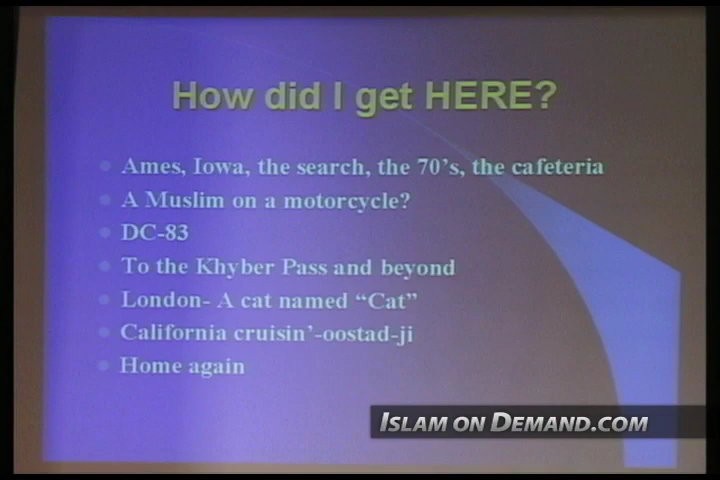 How did I get HERE?
Ames, Iowa, the search, the 70's, the cafeteria
A Muslim on a motorcycle?
DC-83
To the Khyber Pass and beyond
London- A cat named “Cat”
California cruisin’-oostad-ji
Home again
ISLAM ON DEMAND.COM